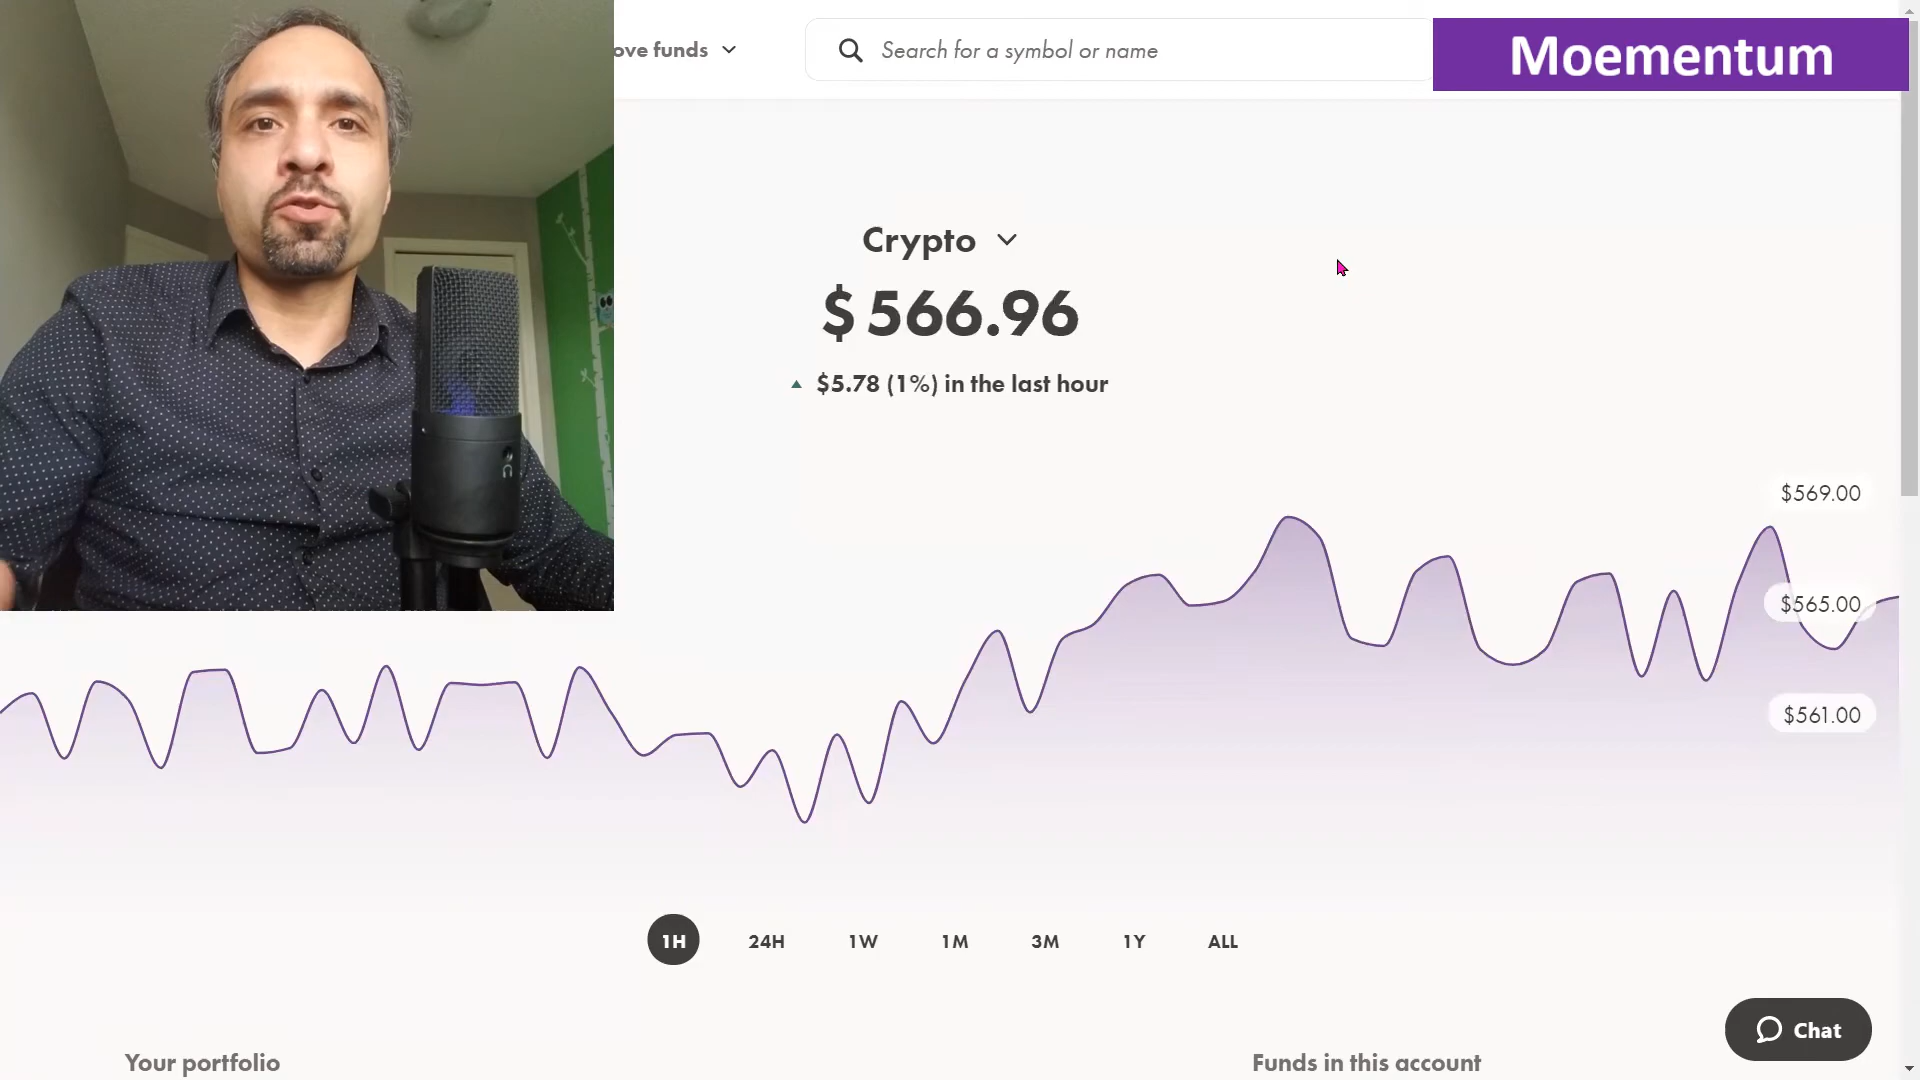 ove funds
Search for a symbol or name
Moementum
Crypto
$566.96
$5.78 (1%) in the last hour
$569.00
$565.00
$561.00
1H 24H 1W 1M 3M 1Y ALL
Chat
Your portfolio
Funds in this account